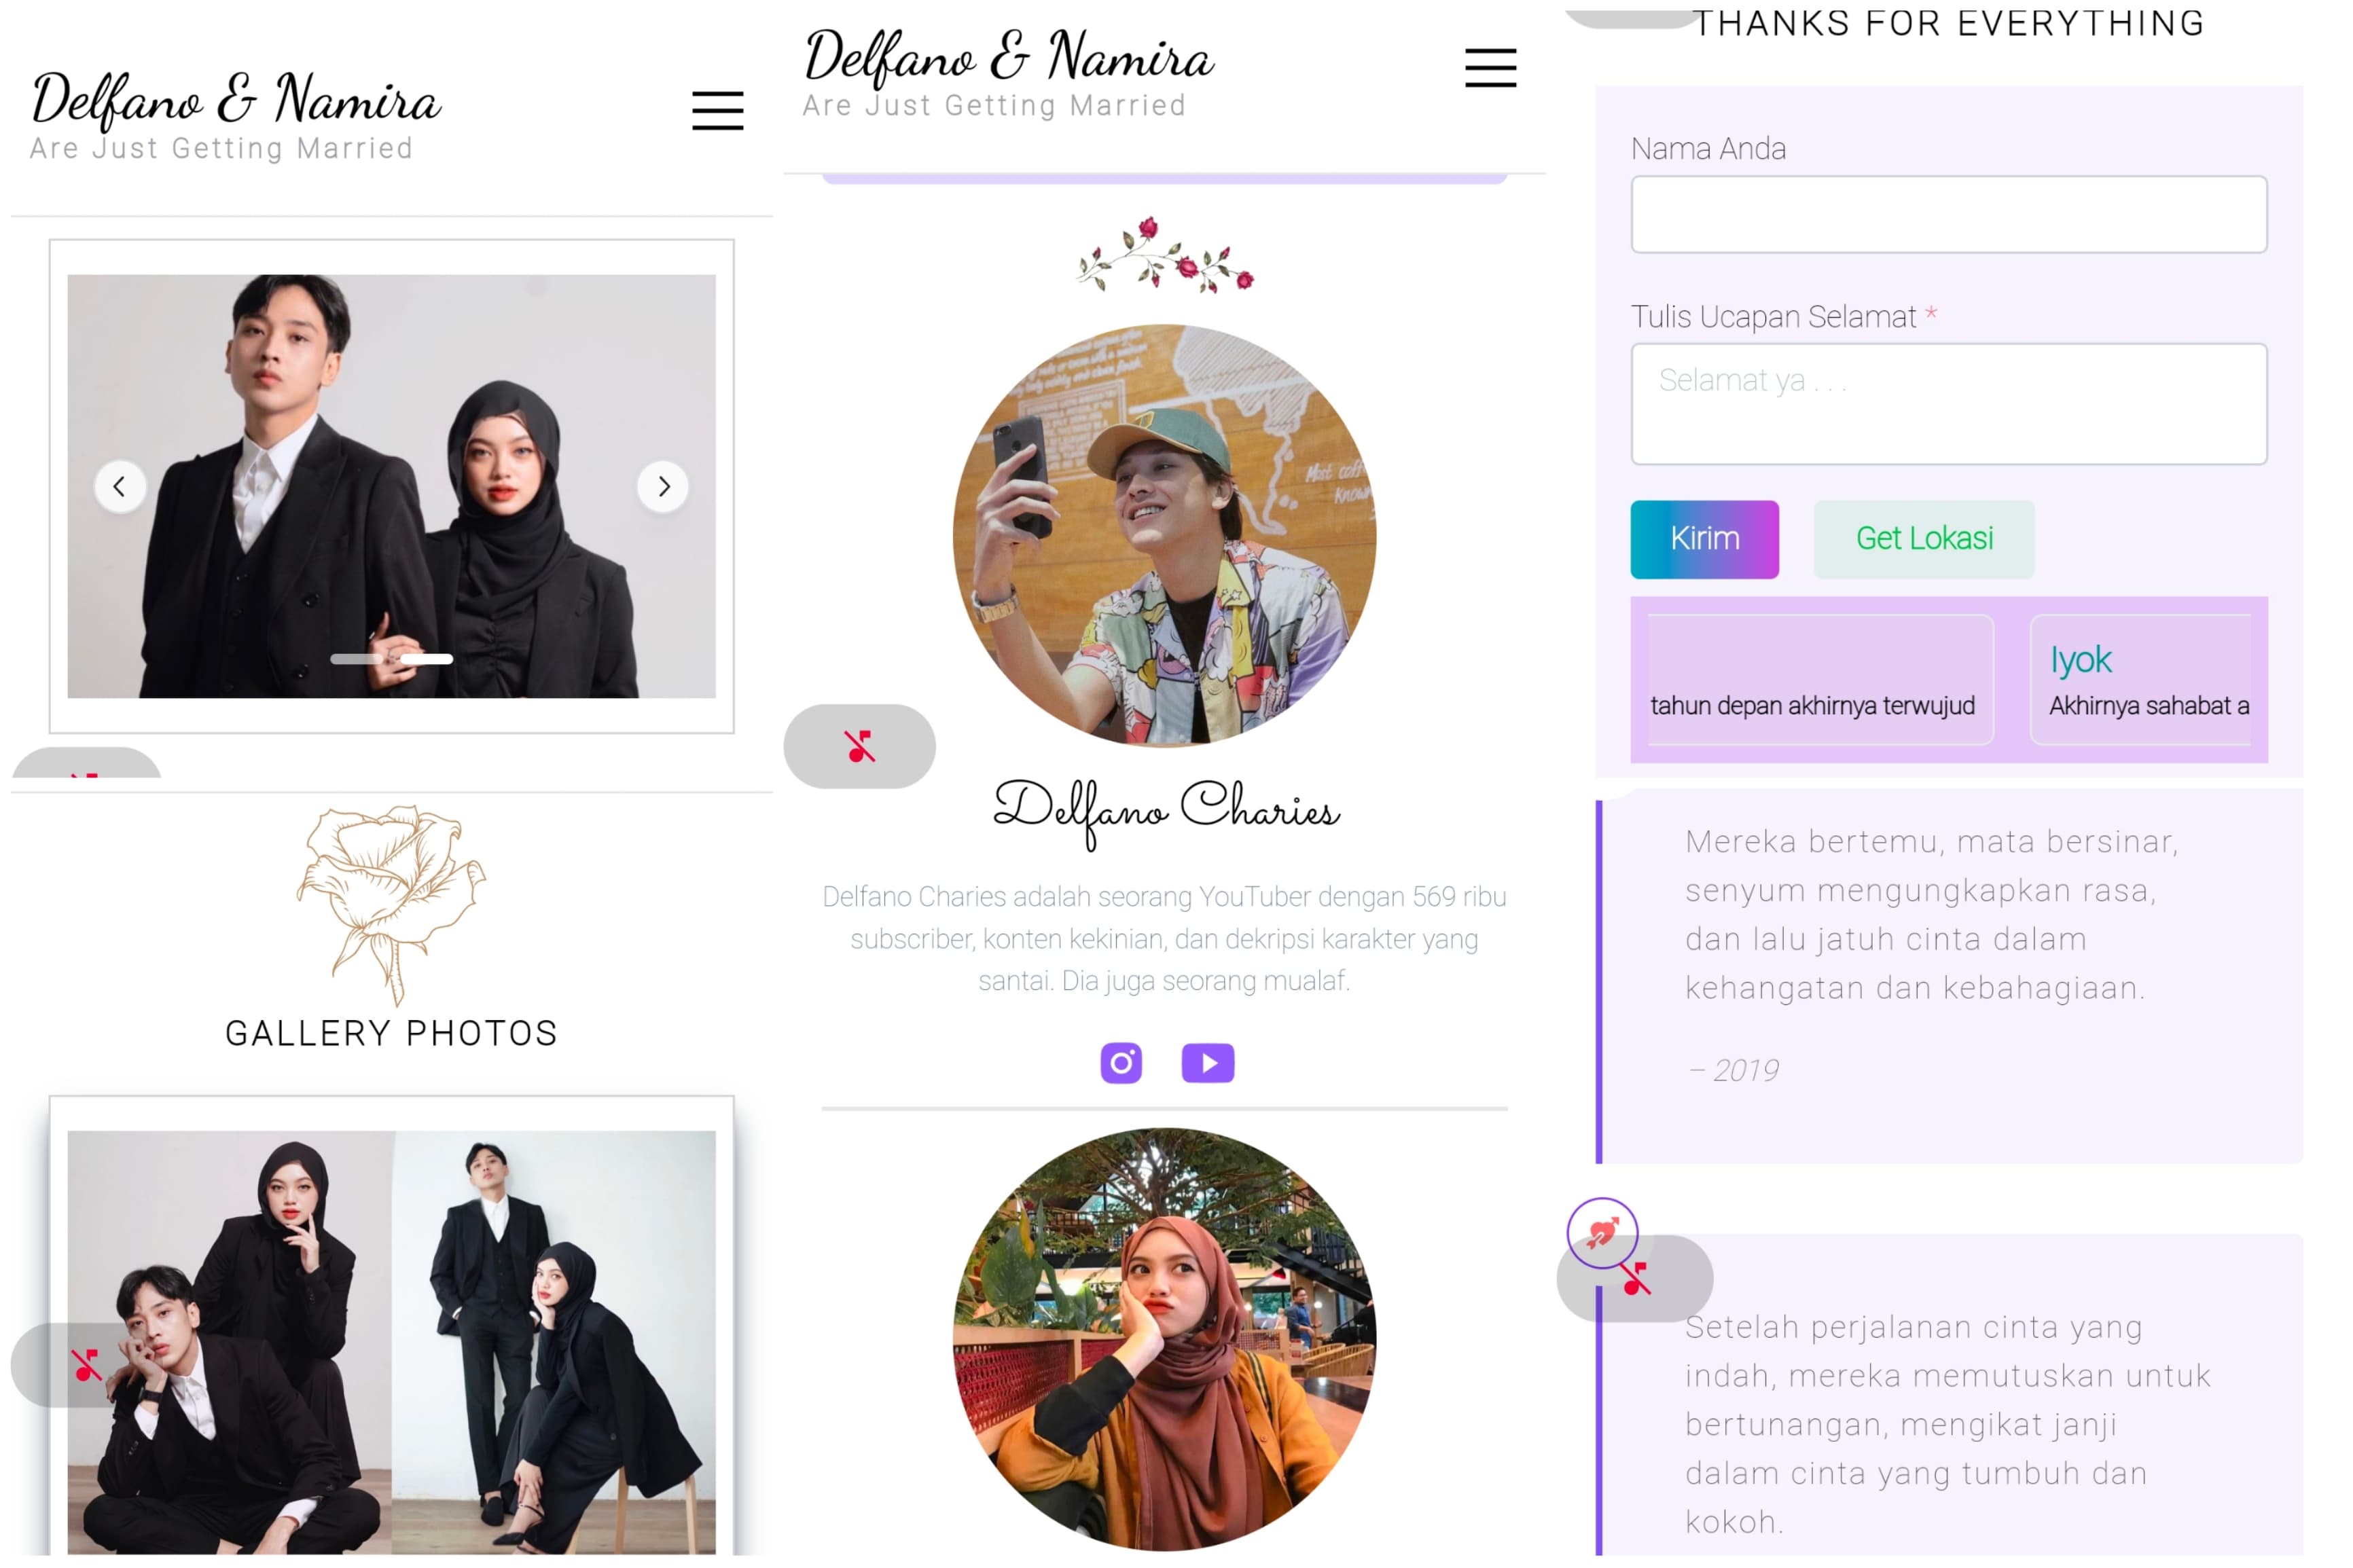 Delfano & Namira
Are Just Getting Married
GALLERY PHOTOS
Delfano & Namira
Are Just Getting Married
Delfano Charies
Delfano Charies adalah seorang YouTuber dengan 569 ribu
subscriber, konten kekinian, dan dekripsi karakter yang
santai. Dia juga seorang mualaf.
THANKS FOR EVERYTHING
Nama Anda
Tulis Ucapan Selamat *
Selamat ya . . .
Kirim
Get Lokasi
Iyok
tahun depan akhirnya terwujud
Akhirnya sahabat a
Mereka bertemu, mata bersinar,
senyum mengungkapkan rasa,
dan lalu jatuh cinta dalam
kehangatan dan kebahagiaan.
– 2019
Setelah perjalanan cinta yang
indah, mereka memutuskan untuk
bertunangan, mengikat janji
dalam cinta yang tumbuh dan
kokoh.